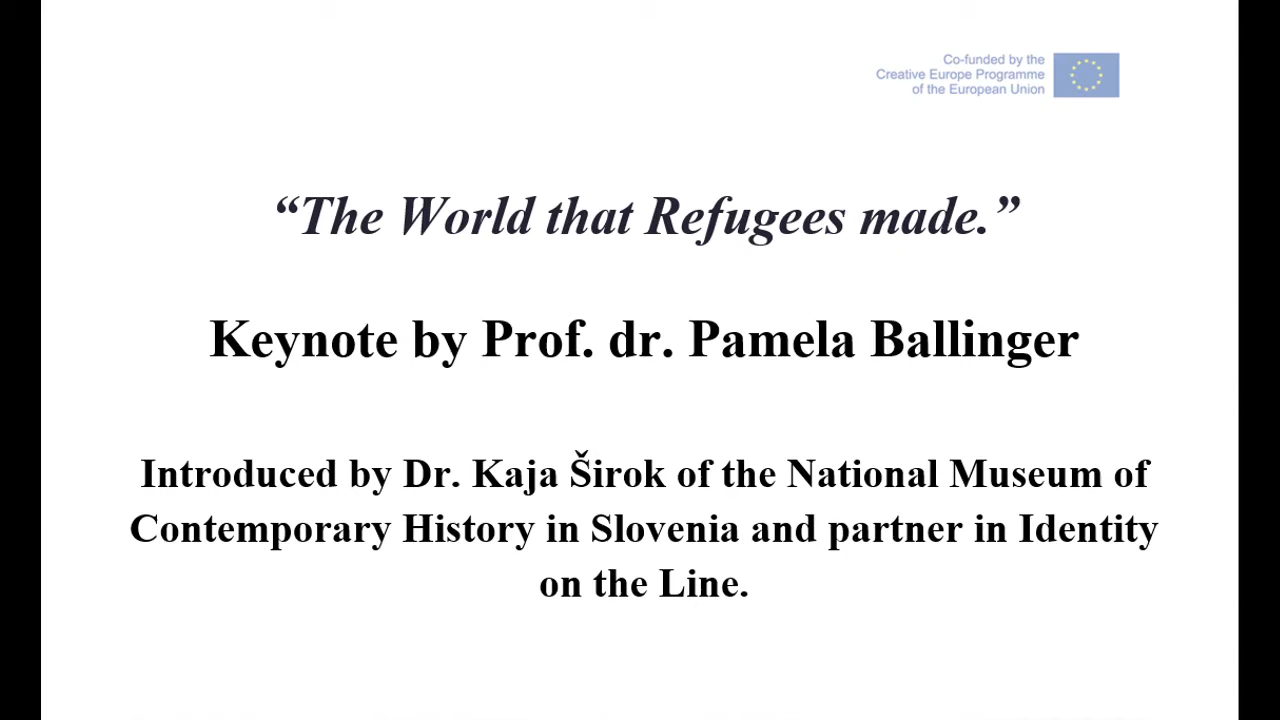 Co-funded by the
Creative Europe Programme
of the European Union
“The World that Refugees made.”
Keynote by Prof. dr. Pamela Ballinger
Introduced by Dr. Kaja Širok of the National Museum of
Contemporary History in Slovenia and partner in Identity
on the Line.